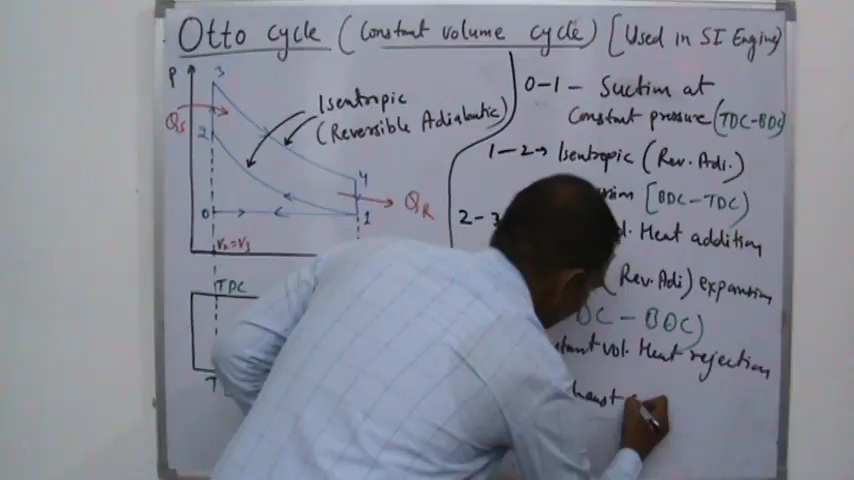 Otto cycle (Constant volume cycle) [Used in SI Engine]
P
3
Isentropic
(Reversible Adiabatic)
Qs
2
4
QR
0
1
V2=V3
TDC
T
0-1 - Suction at
Constant pressure (TDC-BDC)
1-2→ Isentropic (Rev. Adi.)
[BDC-TDC)
2-3
Heat addition
(Rev. Adi) expansion
DC - BDC)
vol. Heat rejection